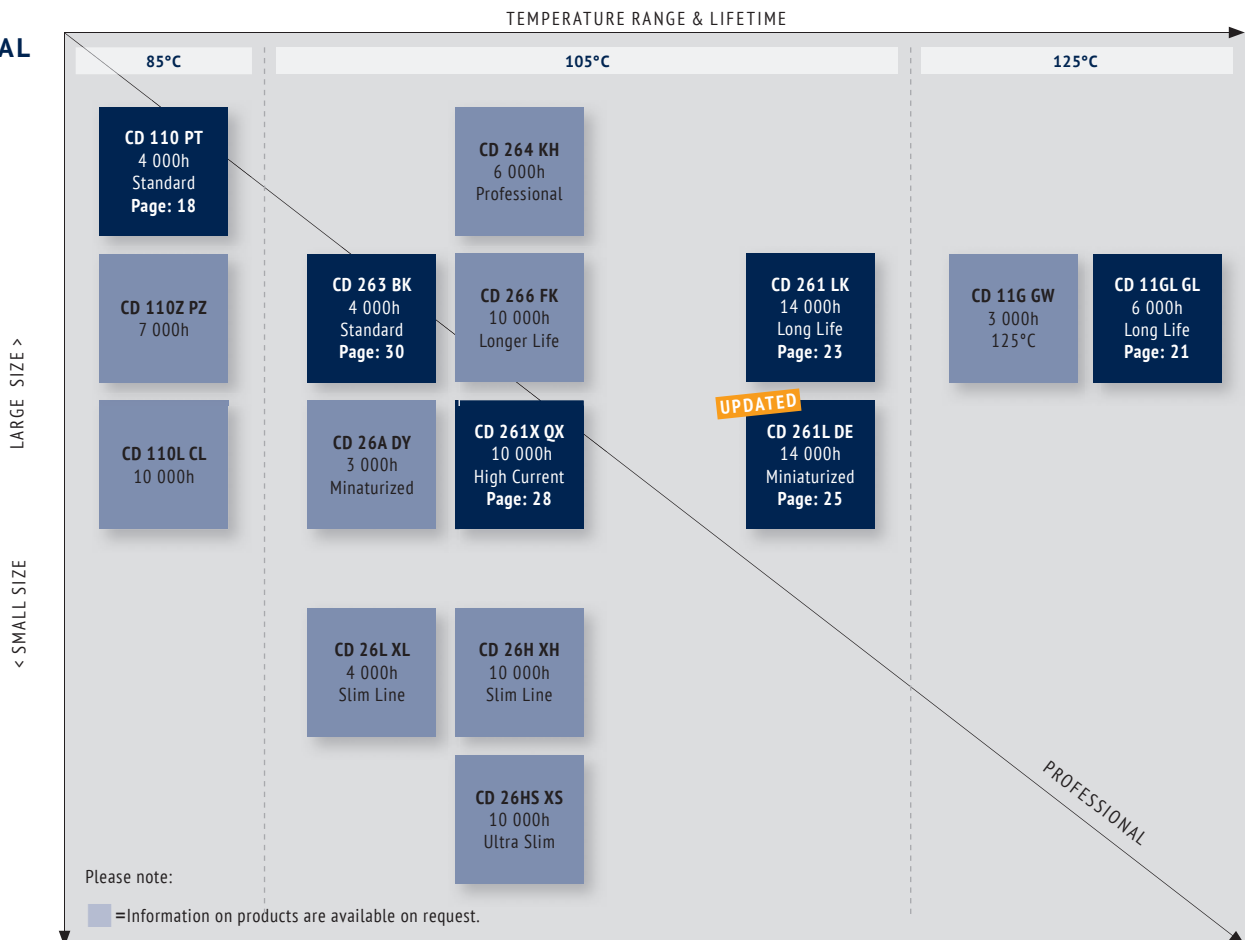 TEMPERATURE RANGE & LIFETIME
AL
85°C
105°C
125°C
CD 110 PT
4 000h
Standard
Page: 18
CD 264 KH
6 000h
Professional
CD 110Z PZ
7 000h
CD 263 BK
4 000h
Standard
Page: 30
CD 266 FK
10 000h
Longer Life
CD 261 LK
14 000h
Long Life
Page: 23
CD 11G GW
3 000h
125°C
CD 11GL GL
6 000h
Long Life
Page: 21
LARGE SIZE >
CD 110L CL
10 000h
CD 26A DY
3 000h
Minaturized
CD 261X QX
10 000h
High Current
Page: 28
UPDATED
CD 261L DE
14 000h
Miniaturized
Page: 25
< SMALL SIZE
CD 26L XL
4 000h
Slim Line
CD 26H XH
10 000h
Slim Line
CD 26HS XS
10 000h
Ultra Slim
PROFESSIONAL
Please note:
=Information on products are available on request.